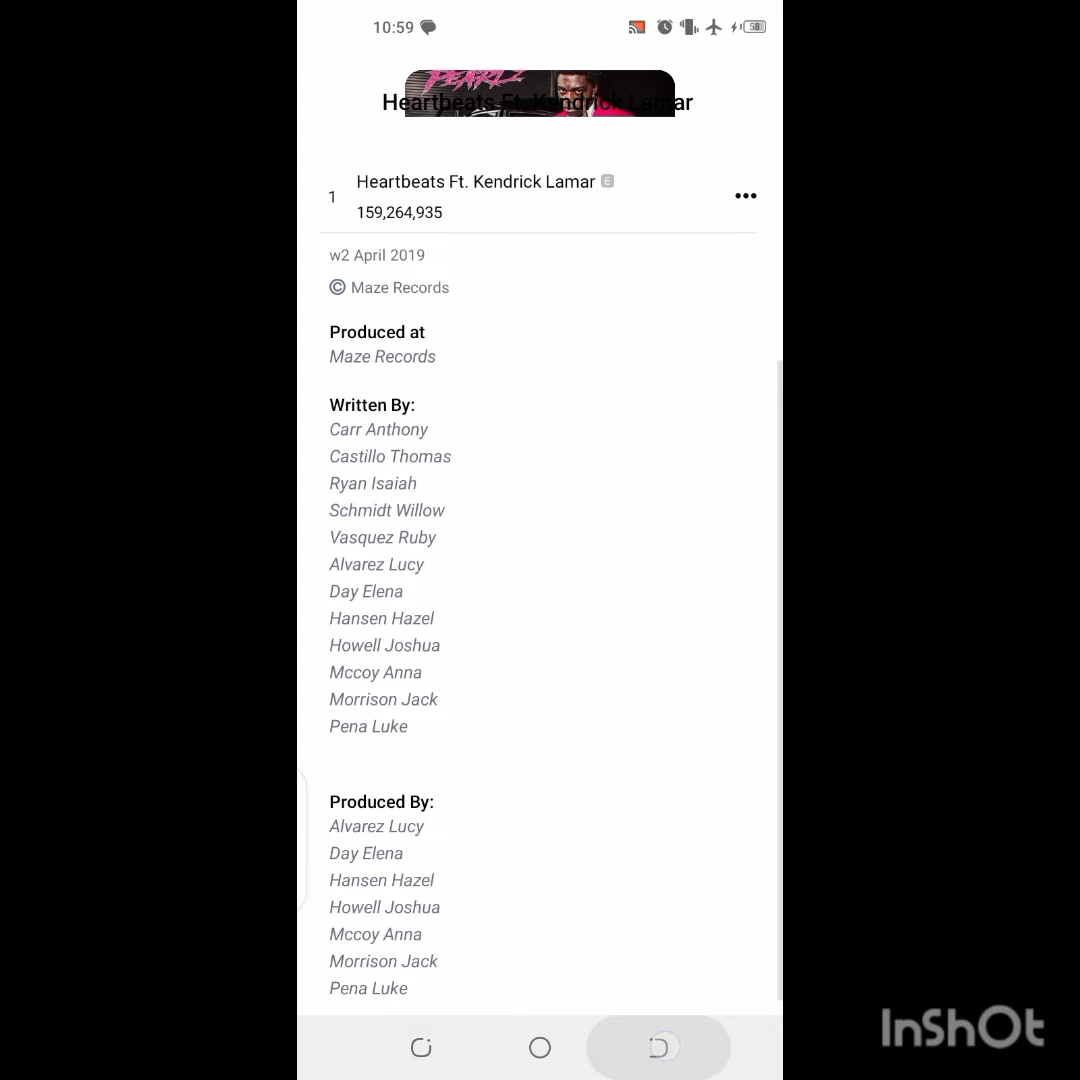 10:59
58
PEARLZ
Heartbeats Ft. Kendrick Lamar
1
Heartbeats Ft. Kendrick Lamar E
159,264,935
w2 April 2019
© Maze Records
Produced at
Maze Records
Written By:
Carr Anthony
Castillo Thomas
Ryan Isaiah
Schmidt Willow
Vasquez Ruby
Alvarez Lucy
Day Elena
Hansen Hazel
Howell Joshua
Mccoy Anna
Morrison Jack
Pena Luke
Produced By:
Alvarez Lucy
Day Elena
Hansen Hazel
Howell Joshua
Mccoy Anna
Morrison Jack
Pena Luke
InShOt